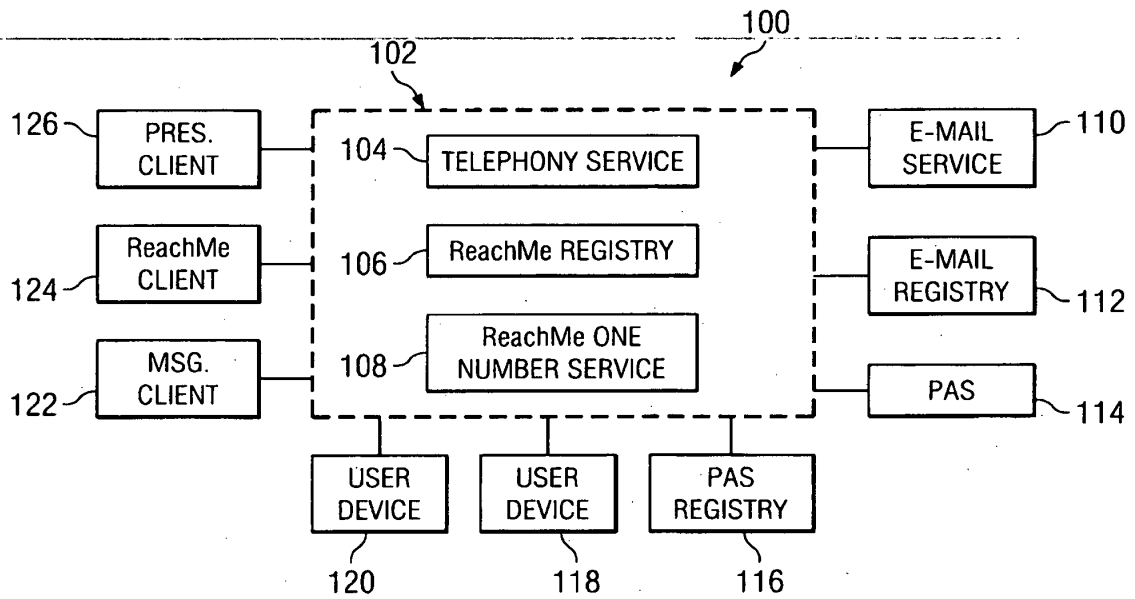 100
102
126
PRES.
CLIENT
104
TELEPHONY SERVICE
E-MAIL
SERVICE
110
124
ReachMe
CLIENT
106
ReachMe REGISTRY
E-MAIL
REGISTRY
112
122
MSG.
CLIENT
108
ReachMe ONE
NUMBER SERVICE
PAS
114
USER
DEVICE
USER
DEVICE
PAS
REGISTRY
120
118
116